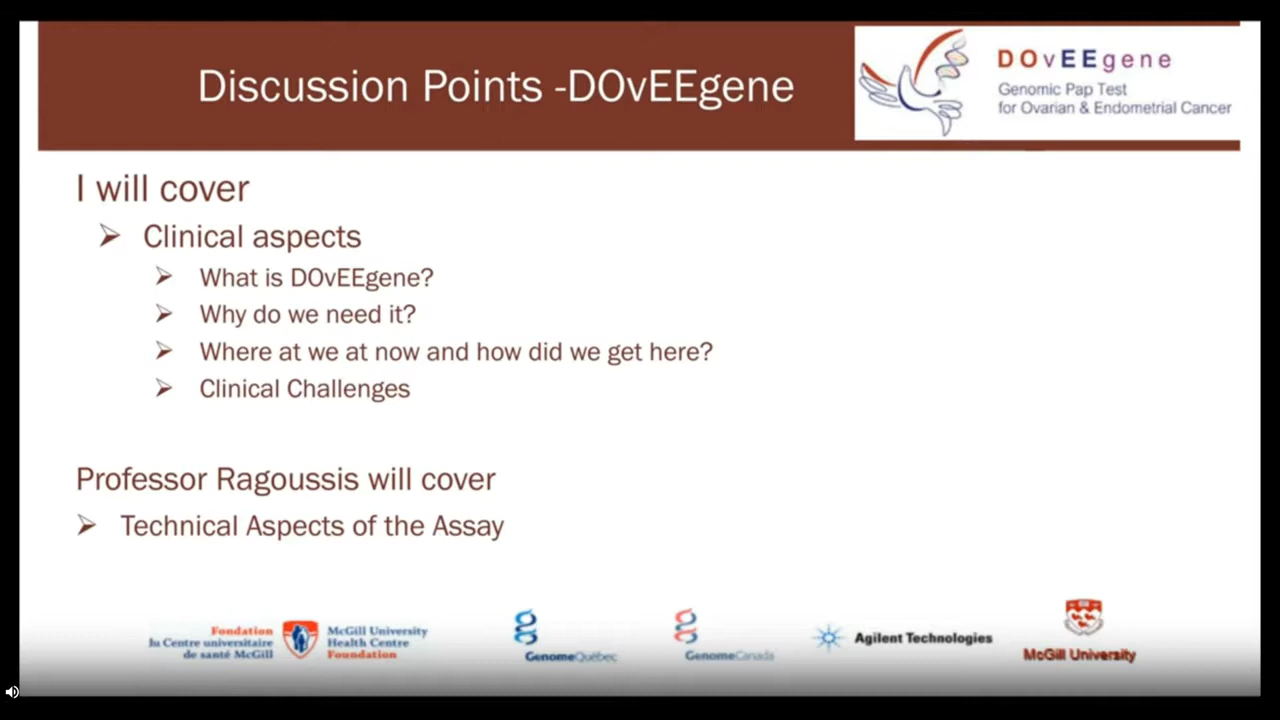 Discussion Points -DOvEEgene
DOvEEgene
Genomic Pap Test
for Ovarian & Endometrial Cancer
I will cover
Clinical aspects
What is DOvEEgene?
Why do we need it?
Where at we at now and how did we get here?
Clinical Challenges
Professor Ragoussis will cover
Technical Aspects of the Assay
Fondation
du Centre universitaire
de santé McGill
McGill University
Health Centre
Foundation
GenomeQuébec
GenomeCanada
Agilent Technologies
McGill University